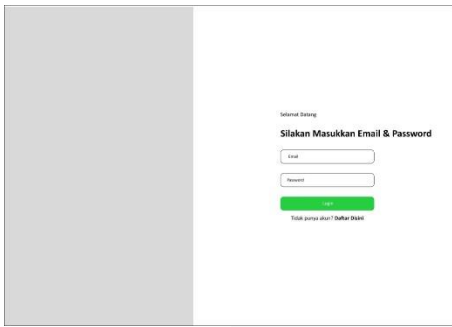 Selamat Datang
Silakan Masukkan Email & Password
Email
Password
Login
Tidak punya akun? Daftar Disini